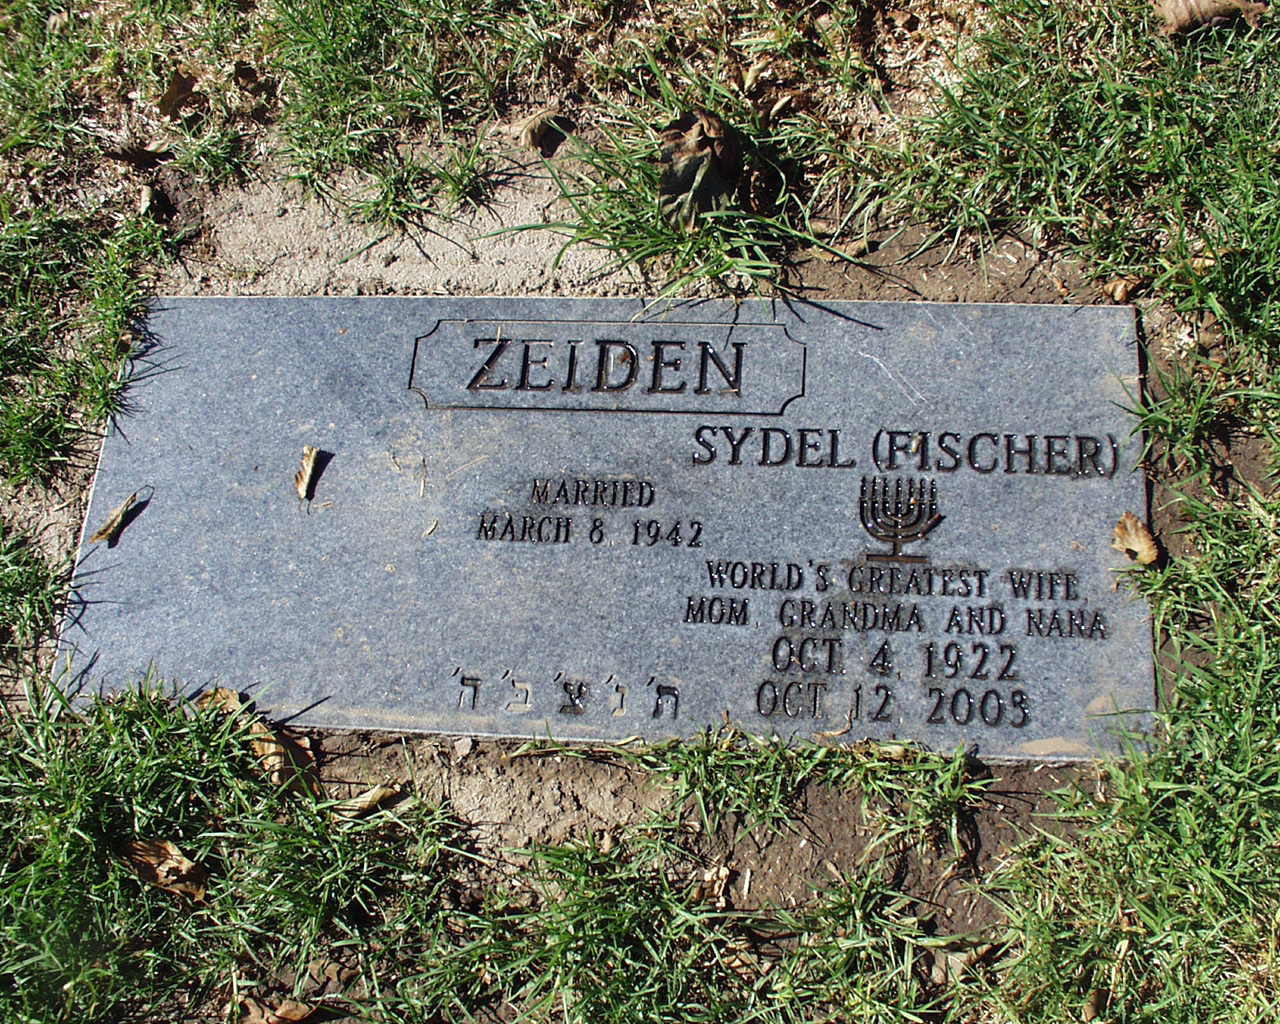 ZEIDEN
SYDEL (FISCHER)
MARRIED
MARCH 8, 1942
WORLD'S GREATEST WIFE,
MOM, GRANDMA AND NANA
OCT. 4, 1922
OCT. 12, 2003
ת'נ'צ'ב'ה'